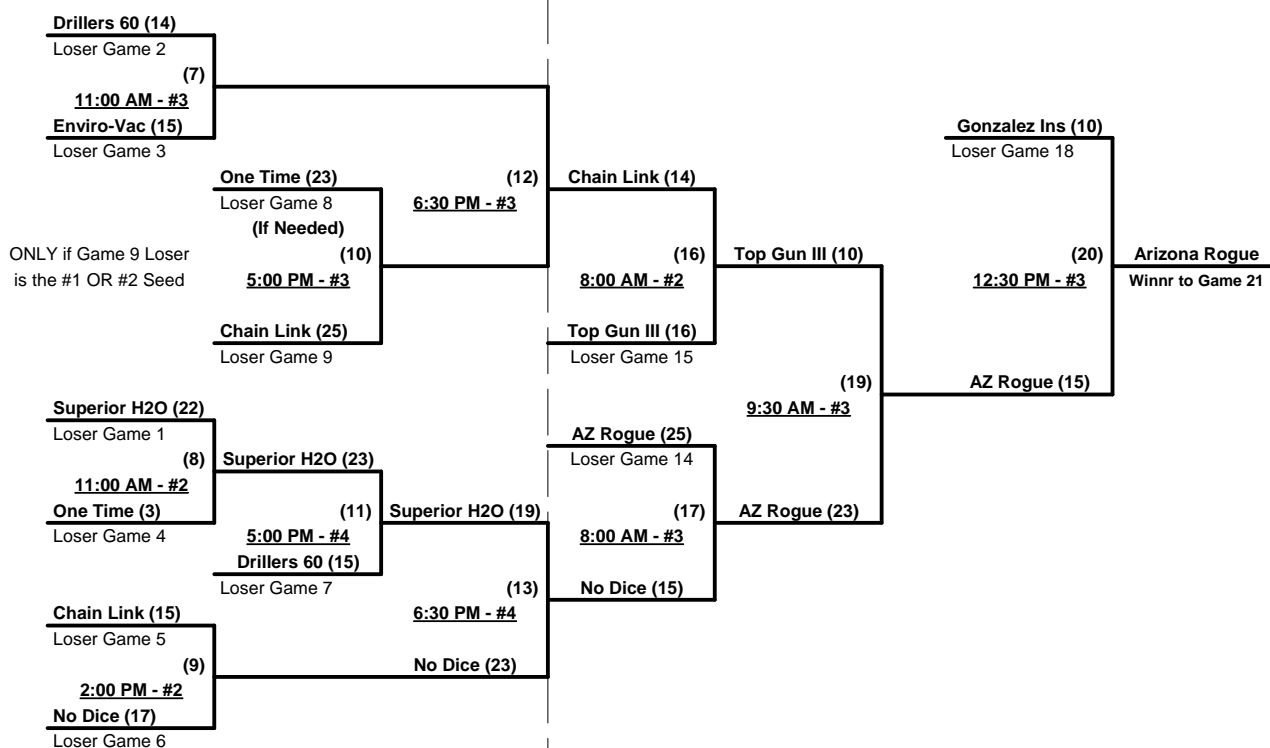 Drillers 60 (14)
Loser Game 2
(7)
11:00 AM - #3
Enviro-Vac (15)
Loser Game 3
Gonzalez Ins (10)
Loser Game 18
One Time (23)
Loser Game 8
(If Needed)
(12)
6:30 PM - #3
Chain Link (14)
ONLY if Game 9 Loser
is the #1 OR #2 Seed
(10)
5:00 PM - #3
(16)
8:00 AM - #2
Top Gun III (10)
(20)
12:30 PM - #3
Arizona Rogue
Winnr to Game 21
Chain Link (25)
Loser Game 9
Top Gun III (16)
Loser Game 15
(19)
9:30 AM - #3
AZ Rogue (15)
Superior H2O (22)
Loser Game 1
(8)
11:00 AM - #2
One Time (3)
Loser Game 4
Superior H2O (23)
AZ Rogue (25)
Loser Game 14
(11)
5:00 PM - #4
Superior H2O (19)
(17)
8:00 AM - #3
AZ Rogue (23)
Drillers 60 (15)
Loser Game 7
(13)
6:30 PM - #4
No Dice (15)
Chain Link (15)
Loser Game 5
(9)
2:00 PM - #2
No Dice (23)
No Dice (17)
Loser Game 6